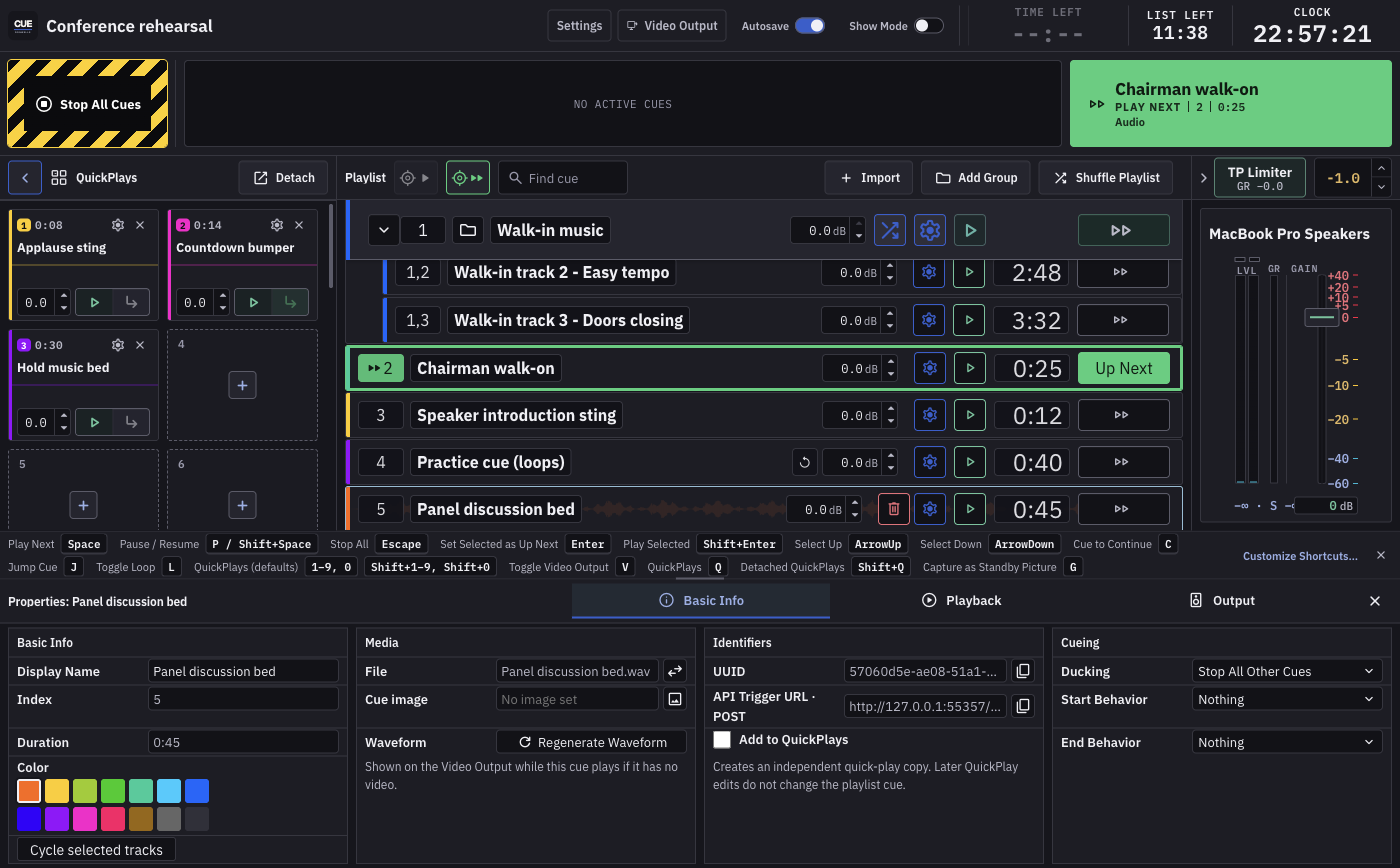 CUE
Conference rehearsal
Settings
Video Output
Autosave
Show Mode
TIME LEFT
--:--
LIST LEFT
11:38
CLOCK
22:57:21
Stop All Cues
NO ACTIVE CUES
Chairman walk-on
PLAY NEXT | 2 | 0:25
Audio
QuickPlays
Detach
Playlist
Find cue
Import
Add Group
Shuffle Playlist
TP Limiter
GR −0.0
-1.0
1 0:08
Applause sting
0.0
2 0:14
Countdown bumper
0.0
3 0:30
Hold music bed
0.0
4
5
6
1 Walk-in music 0.0 dB
1,2 Walk-in track 2 - Easy tempo 0.0 dB 2:48
1,3 Walk-in track 3 - Doors closing 0.0 dB 3:32
2 Chairman walk-on 0.0 dB 0:25 Up Next
3 Speaker introduction sting 0.0 dB 0:12
4 Practice cue (loops) 0.0 dB 0:40
5 Panel discussion bed 0.0 dB 0:45
MacBook Pro Speakers
LVL GR GAIN
+40
+20
+10
+5
0
−5
−10
−20
−40
−60
−∞ · S −∞ 0 dB
Play Next Space Pause / Resume P / Shift+Space Stop All Escape Set Selected as Up Next Enter Play Selected Shift+Enter Select Up ArrowUp Select Down ArrowDown Cue to Continue C
Jump Cue J Toggle Loop L QuickPlays (defaults) 1–9, 0 Shift+1–9, Shift+0 Toggle Video Output V QuickPlays Q Detached QuickPlays Shift+Q Capture as Standby Picture G
Customize Shortcuts...
Properties: Panel discussion bed
Basic Info
Playback
Output
Basic Info
Display Name Panel discussion bed
Index 5
Duration 0:45
Color
Cycle selected tracks
Media
File Panel discussion bed.wav
Cue image No image set
Waveform Regenerate Waveform
Shown on the Video Output while this cue plays if it has no
video.
Identifiers
UUID 57060d5e-ae08-51a1-...
API Trigger URL ·
POST
http://127.0.0.1:55357/...
Add to QuickPlays
Creates an independent quick-play copy. Later QuickPlay
edits do not change the playlist cue.
Cueing
Ducking Stop All Other Cues
Start Behavior Nothing
End Behavior Nothing